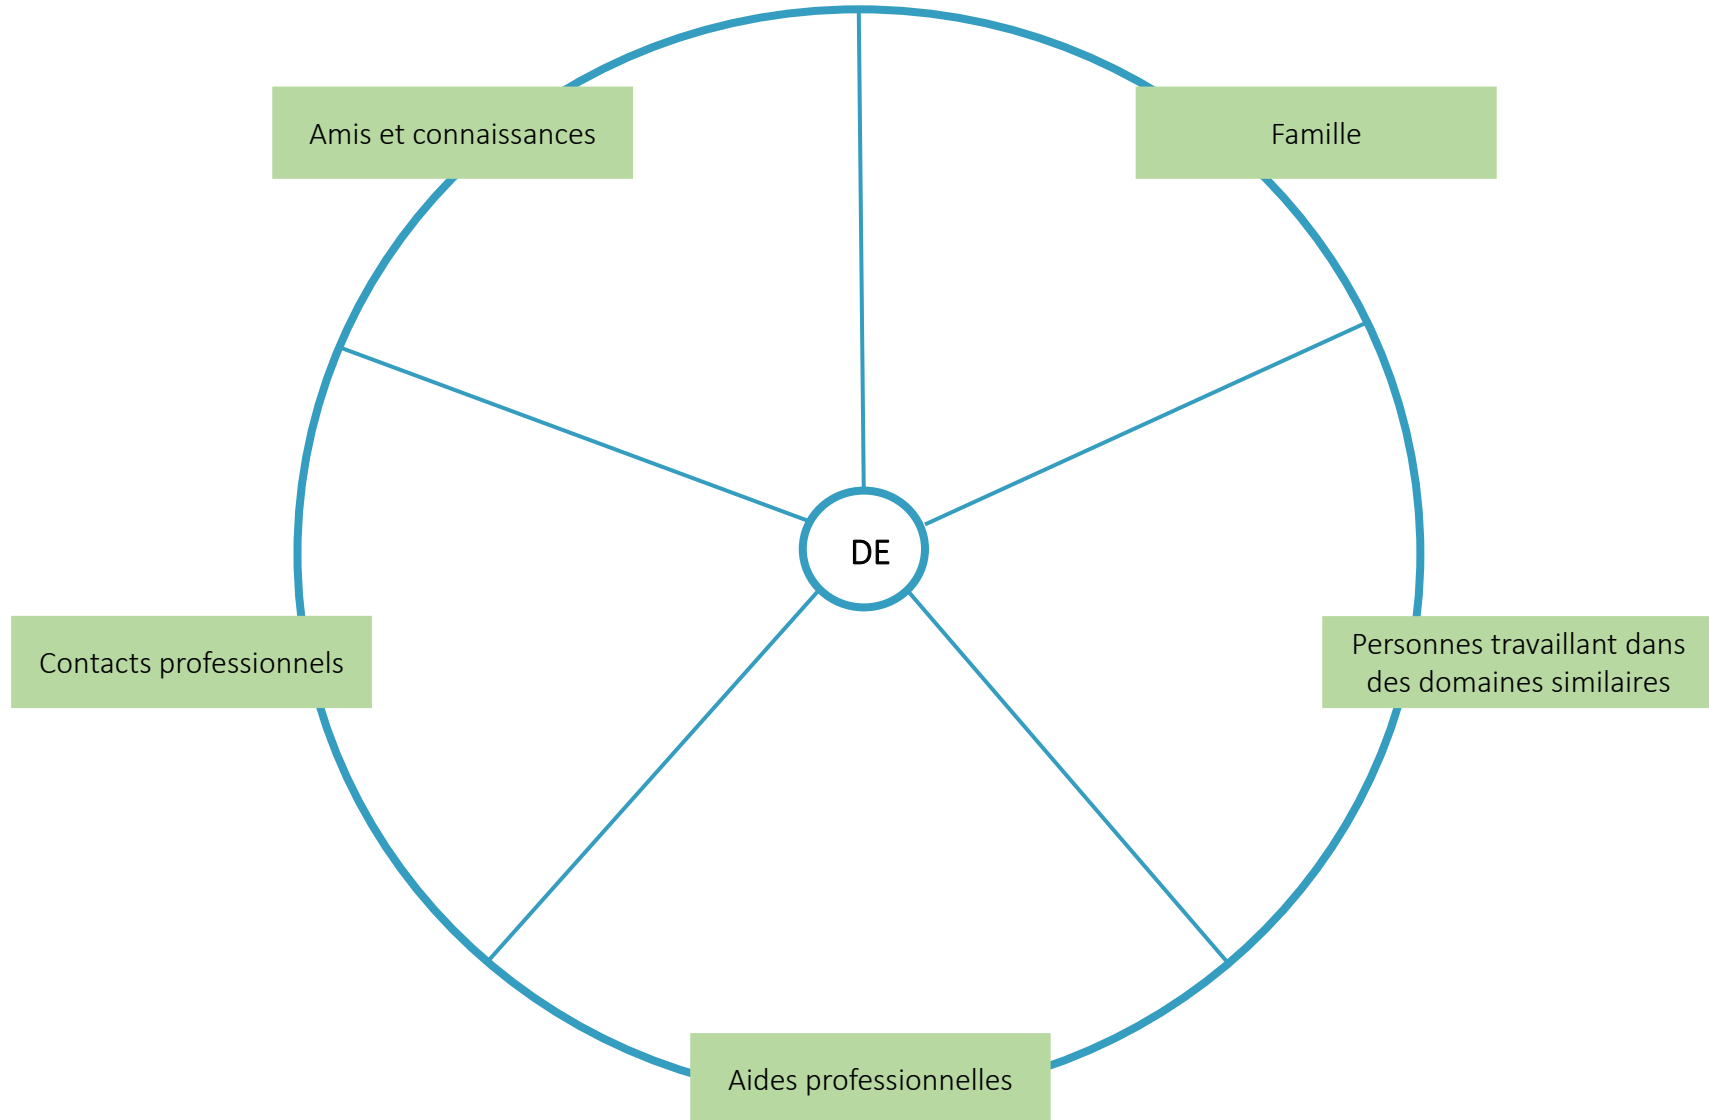 Amis et connaissances
Famille
DE
Contacts professionnels
Personnes travaillant dans
des domaines similaires
Aides professionnelles